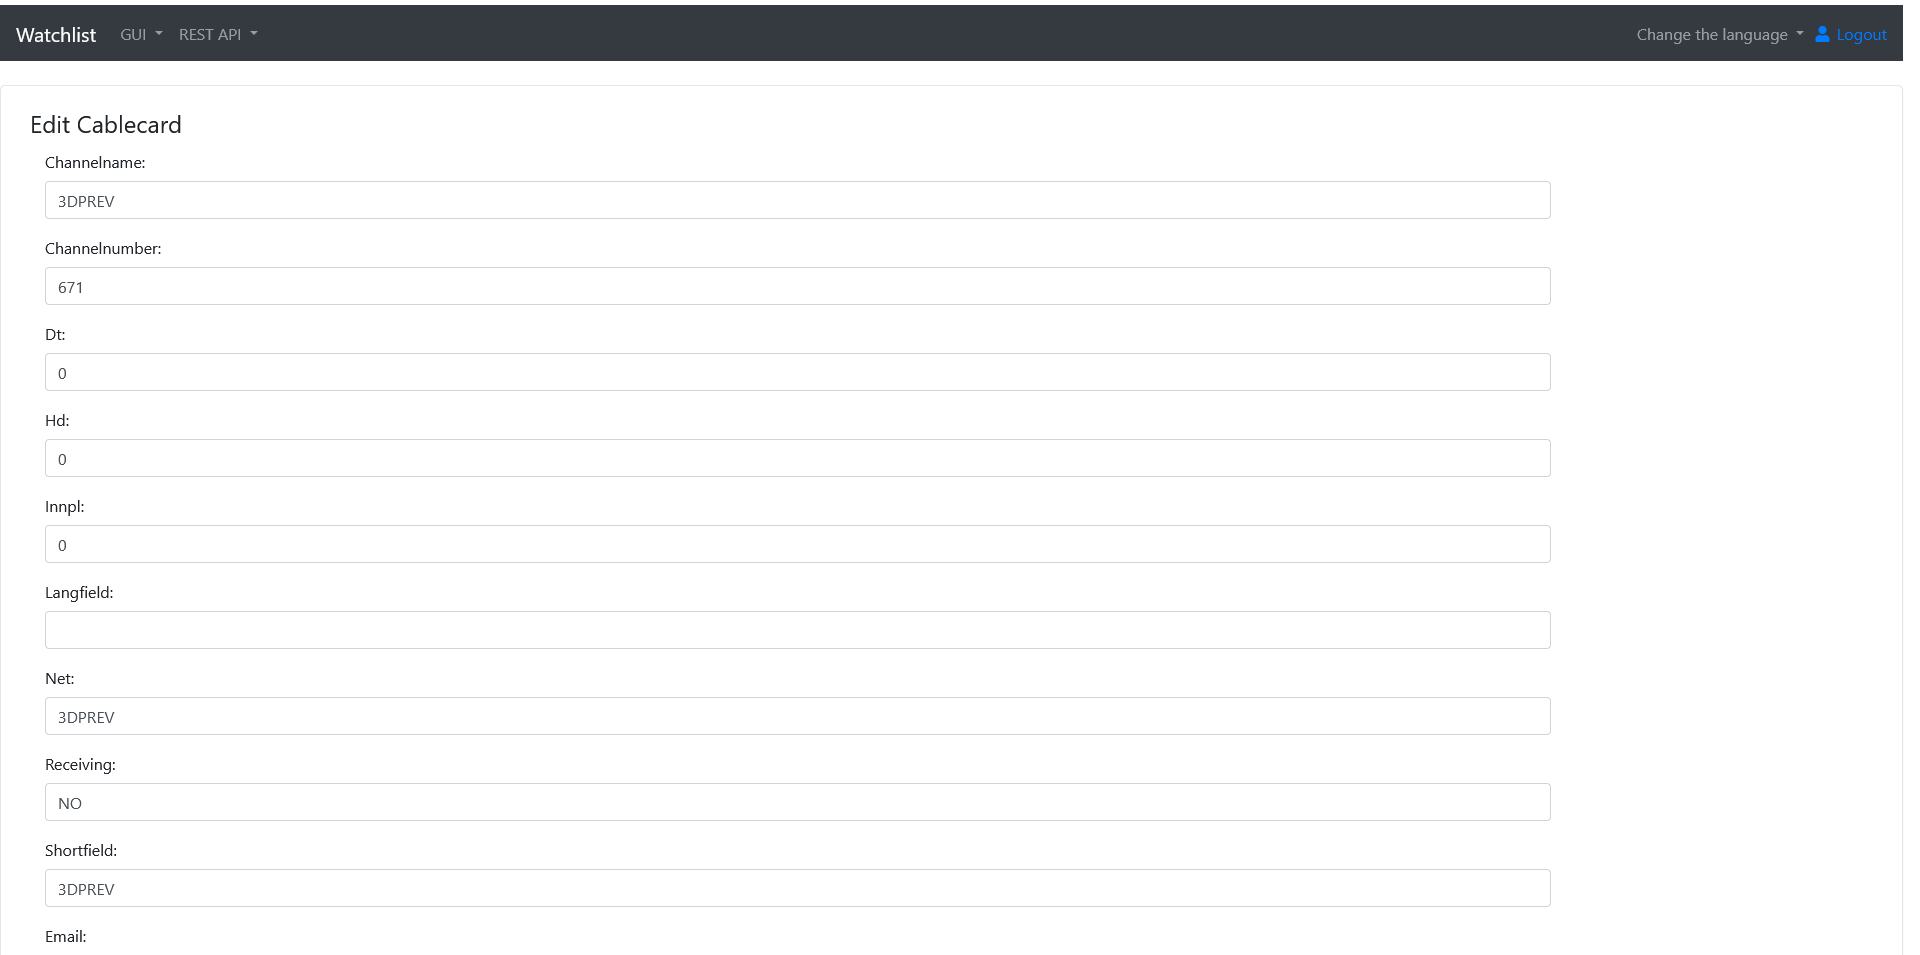 Watchlist GUI REST API Change the language Logout
Edit Cablecard
Channelname:
3DPREV
Channelnumber:
671
Dt:
0
Hd:
0
Innpl:
0
Langfield:
Net:
3DPREV
Receiving:
NO
Shortfield:
3DPREV
Email: